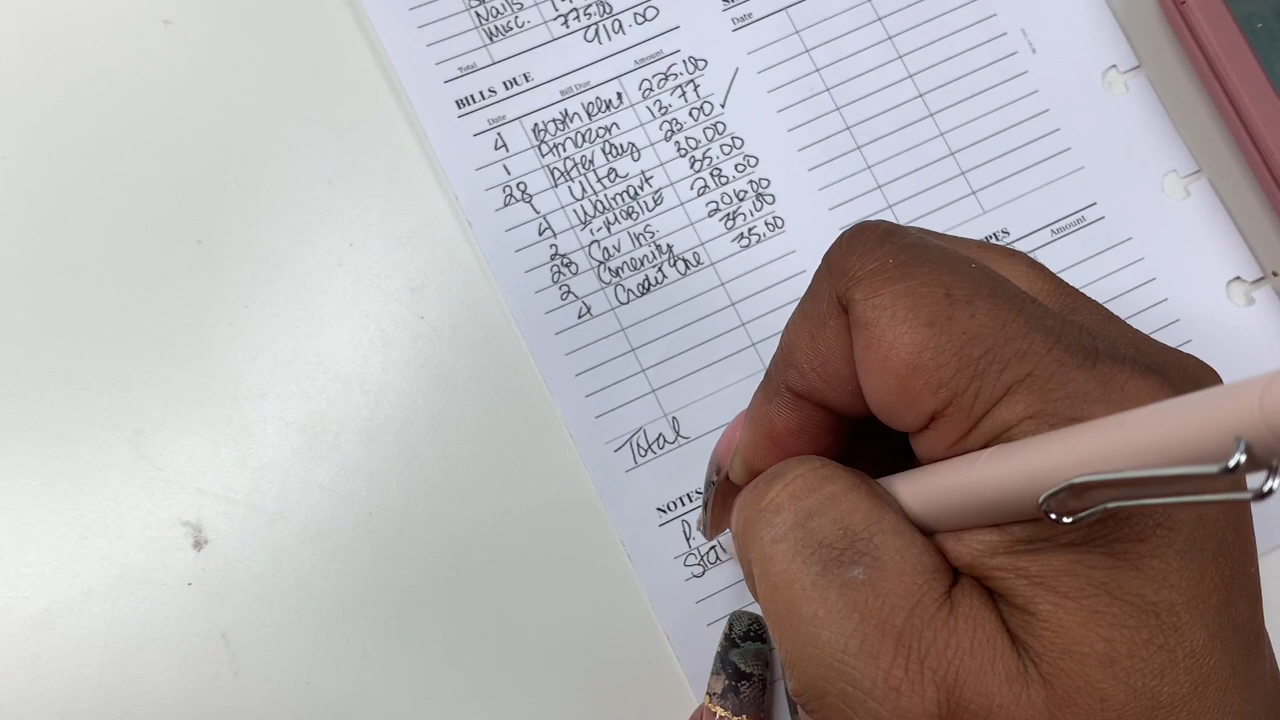 Nails
Misc. 775.00
Total 919.00
BILLS DUE
Date Bill Due Amount
4 Booth Rent 225.00
1 Amazon 13.77
28 After Pay 23.00 ✓
1 Ulta 30.00
4 Walmart 35.00
2 T-MOBILE 218.00
28 Car Ins. 206.00
2 Comenity 35.00
4 Credit One 35.00
Total
NOTES
P.
Sta
Date
Amount